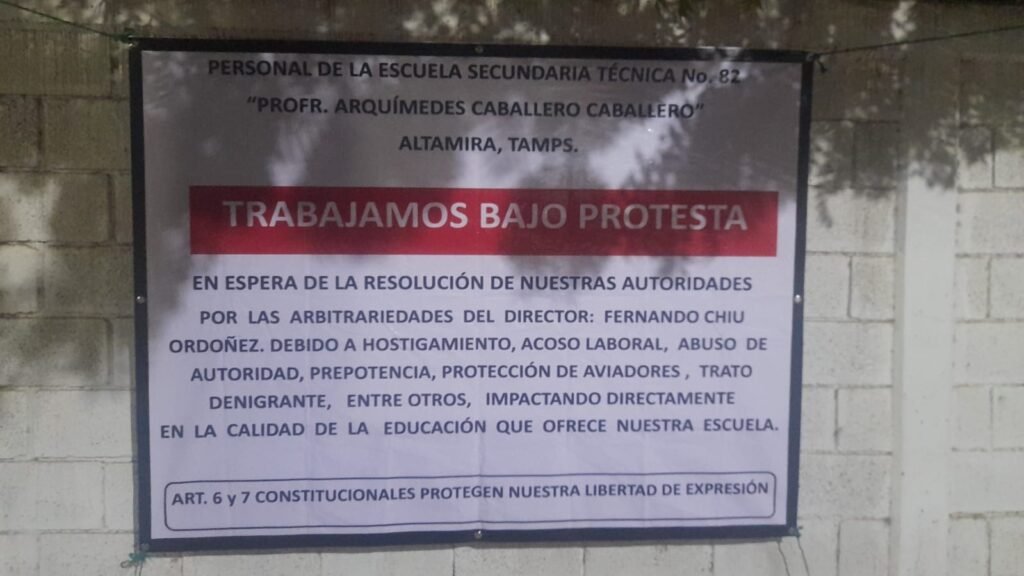 PERSONAL DE LA ESCUELA SECUNDARIA TÉCNICA No. 82
"PROFR. ARQUÍMEDES CABALLERO CABALLERO"
ALTAMIRA, TAMPS.
TRABAJAMOS BAJO PROTESTA
EN ESPERA DE LA RESOLUCIÓN DE NUESTRAS AUTORIDADES
POR LAS ARBITRARIEDADES DEL DIRECTOR: FERNANDO CHIU
ORDOÑEZ. DEBIDO A HOSTIGAMIENTO, ACOSO LABORAL, ABUSO DE
AUTORIDAD, PREPOTENCIA, PROTECCIÓN DE AVIADORES , TRATO
DENIGRANTE, ENTRE OTROS, IMPACTANDO DIRECTAMENTE
EN LA CALIDAD DE LA EDUCACIÓN QUE OFRECE NUESTRA ESCUELA.
ART. 6 y 7 CONSTITUCIONALES PROTEGEN NUESTRA LIBERTAD DE EXPRESIÓN